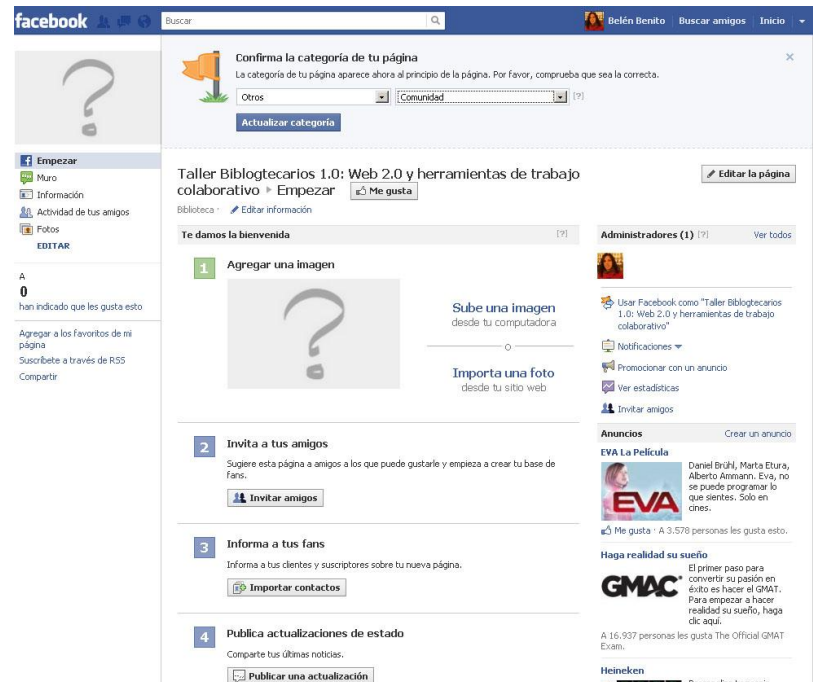 facebook
Buscar
Belén Benito
Buscar amigos
Inicio
Confirma la categoría de tu página
La categoría de tu página aparece ahora al principio de la página. Por favor, comprueba que sea la correcta.
Otros
Comunidad
[?]
Actualizar categoría
Empezar
Muro
Información
Actividad de tus amigos
Fotos
EDITAR
A
0
han indicado que les gusta esto
Agregar a los favoritos de mi
página
Suscríbete a través de RSS
Compartir
Taller Biblogtecarios 1.0: Web 2.0 y herramientas de trabajo
colaborativo ▸ Empezar
Me gusta
Editar la página
Biblioteca · Editar información
Te damos la bienvenida
[?]
1
Agregar una imagen
Sube una imagen
desde tu computadora
o
Importa una foto
desde tu sitio web
2
Invita a tus amigos
Sugiere esta página a amigos a los que puede gustarle y empieza a crear tu base de
fans.
Invitar amigos
3
Informa a tus fans
Informa a tus clientes y suscriptores sobre tu nueva página.
Importar contactos
4
Publica actualizaciones de estado
Comparte tus últimas noticias.
Publicar una actualización
Administradores (1) [?]
Ver todos
Usar Facebook como "Taller Biblogtecarios
1.0: Web 2.0 y herramientas de trabajo
colaborativo"
Notificaciones
Promocionar con un anuncio
Ver estadísticas
Invitar amigos
Anuncios
Crear un anuncio
EVA La Película
EVA
Daniel Brühl, Marta Etura,
Alberto Ammann. Eva, no
se puede programar lo
que sientes. Solo en
cines.
Me gusta · A 3.578 personas les gusta esto.
Haga realidad su sueño
GMAC
El primer paso para
convertir su pasión en
éxito es hacer el GMAT.
Para empezar a hacer
realidad su sueño, haga
clic aquí.
A 16.937 personas les gusta The Official GMAT
Exam.
Heineken